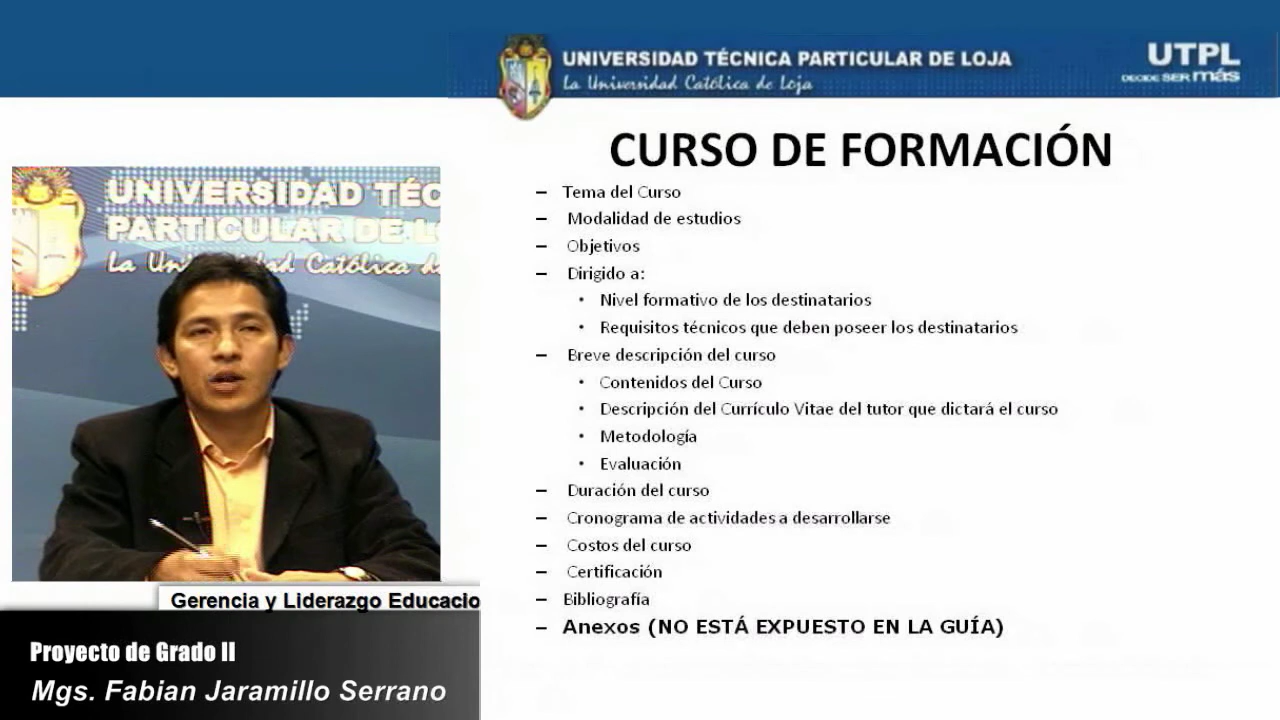 UNIVERSIDAD TÉCNICA PARTICULAR DE LOJA
La Universidad Católica de Loja
UTPL
DECIDE SER más
CURSO DE FORMACIÓN
– Tema del Curso
– Modalidad de estudios
– Objetivos
– Dirigido a:
• Nivel formativo de los destinatarios
• Requisitos técnicos que deben poseer los destinatarios
– Breve descripción del curso
• Contenidos del Curso
• Descripción del Currículo Vitae del tutor que dictará el curso
• Metodología
• Evaluación
– Duración del curso
– Cronograma de actividades a desarrollarse
– Costos del curso
– Certificación
– Bibliografía
– Anexos (NO ESTÁ EXPUESTO EN LA GUÍA)
UNIVERSIDAD TÉC
PARTICULAR DE L
La Católica de
Gerencia y Liderazgo Educacio
Proyecto de Grado II
Mgs. Fabian Jaramillo Serrano